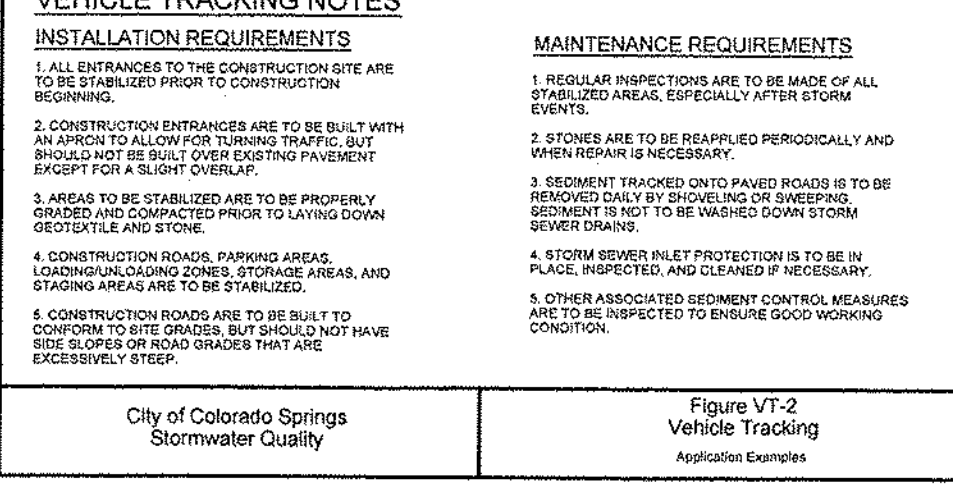 VEHICLE TRACKING NOTES
INSTALLATION REQUIREMENTS
1. ALL ENTRANCES TO THE CONSTRUCTION SITE ARE
TO BE STABILIZED PRIOR TO CONSTRUCTION
BEGINNING.
2. CONSTRUCTION ENTRANCES ARE TO BE BUILT WITH
AN APRON TO ALLOW FOR TURNING TRAFFIC, BUT
SHOULD NOT BE BUILT OVER EXISTING PAVEMENT
EXCEPT FOR A SLIGHT OVERLAP.
3. AREAS TO BE STABILIZED ARE TO BE PROPERLY
GRADED AND COMPACTED PRIOR TO LAYING DOWN
GEOTEXTILE AND STONE.
4. CONSTRUCTION ROADS, PARKING AREAS,
LOADING/UNLOADING ZONES, STORAGE AREAS, AND
STAGING AREAS ARE TO BE STABILIZED.
5. CONSTRUCTION ROADS ARE TO BE BUILT TO
CONFORM TO SITE GRADES, BUT SHOULD NOT HAVE
SIDE SLOPES OR ROAD GRADES THAT ARE
EXCESSIVELY STEEP.
MAINTENANCE REQUIREMENTS
1. REGULAR INSPECTIONS ARE TO BE MADE OF ALL
STABILIZED AREAS, ESPECIALLY AFTER STORM
EVENTS.
2. STONES ARE TO BE REAPPLIED PERIODICALLY AND
WHEN REPAIR IS NECESSARY.
3. SEDIMENT TRACKED ONTO PAVED ROADS IS TO BE
REMOVED DAILY BY SHOVELING OR SWEEPING.
SEDIMENT IS NOT TO BE WASHED DOWN STORM
SEWER DRAINS.
4. STORM SEWER INLET PROTECTION IS TO BE IN
PLACE, INSPECTED, AND CLEANED IF NECESSARY.
5. OTHER ASSOCIATED SEDIMENT CONTROL MEASURES
ARE TO BE INSPECTED TO ENSURE GOOD WORKING
CONDITION.
City of Colorado Springs
Stormwater Quality
Figure VT-2
Vehicle Tracking
Application Examples